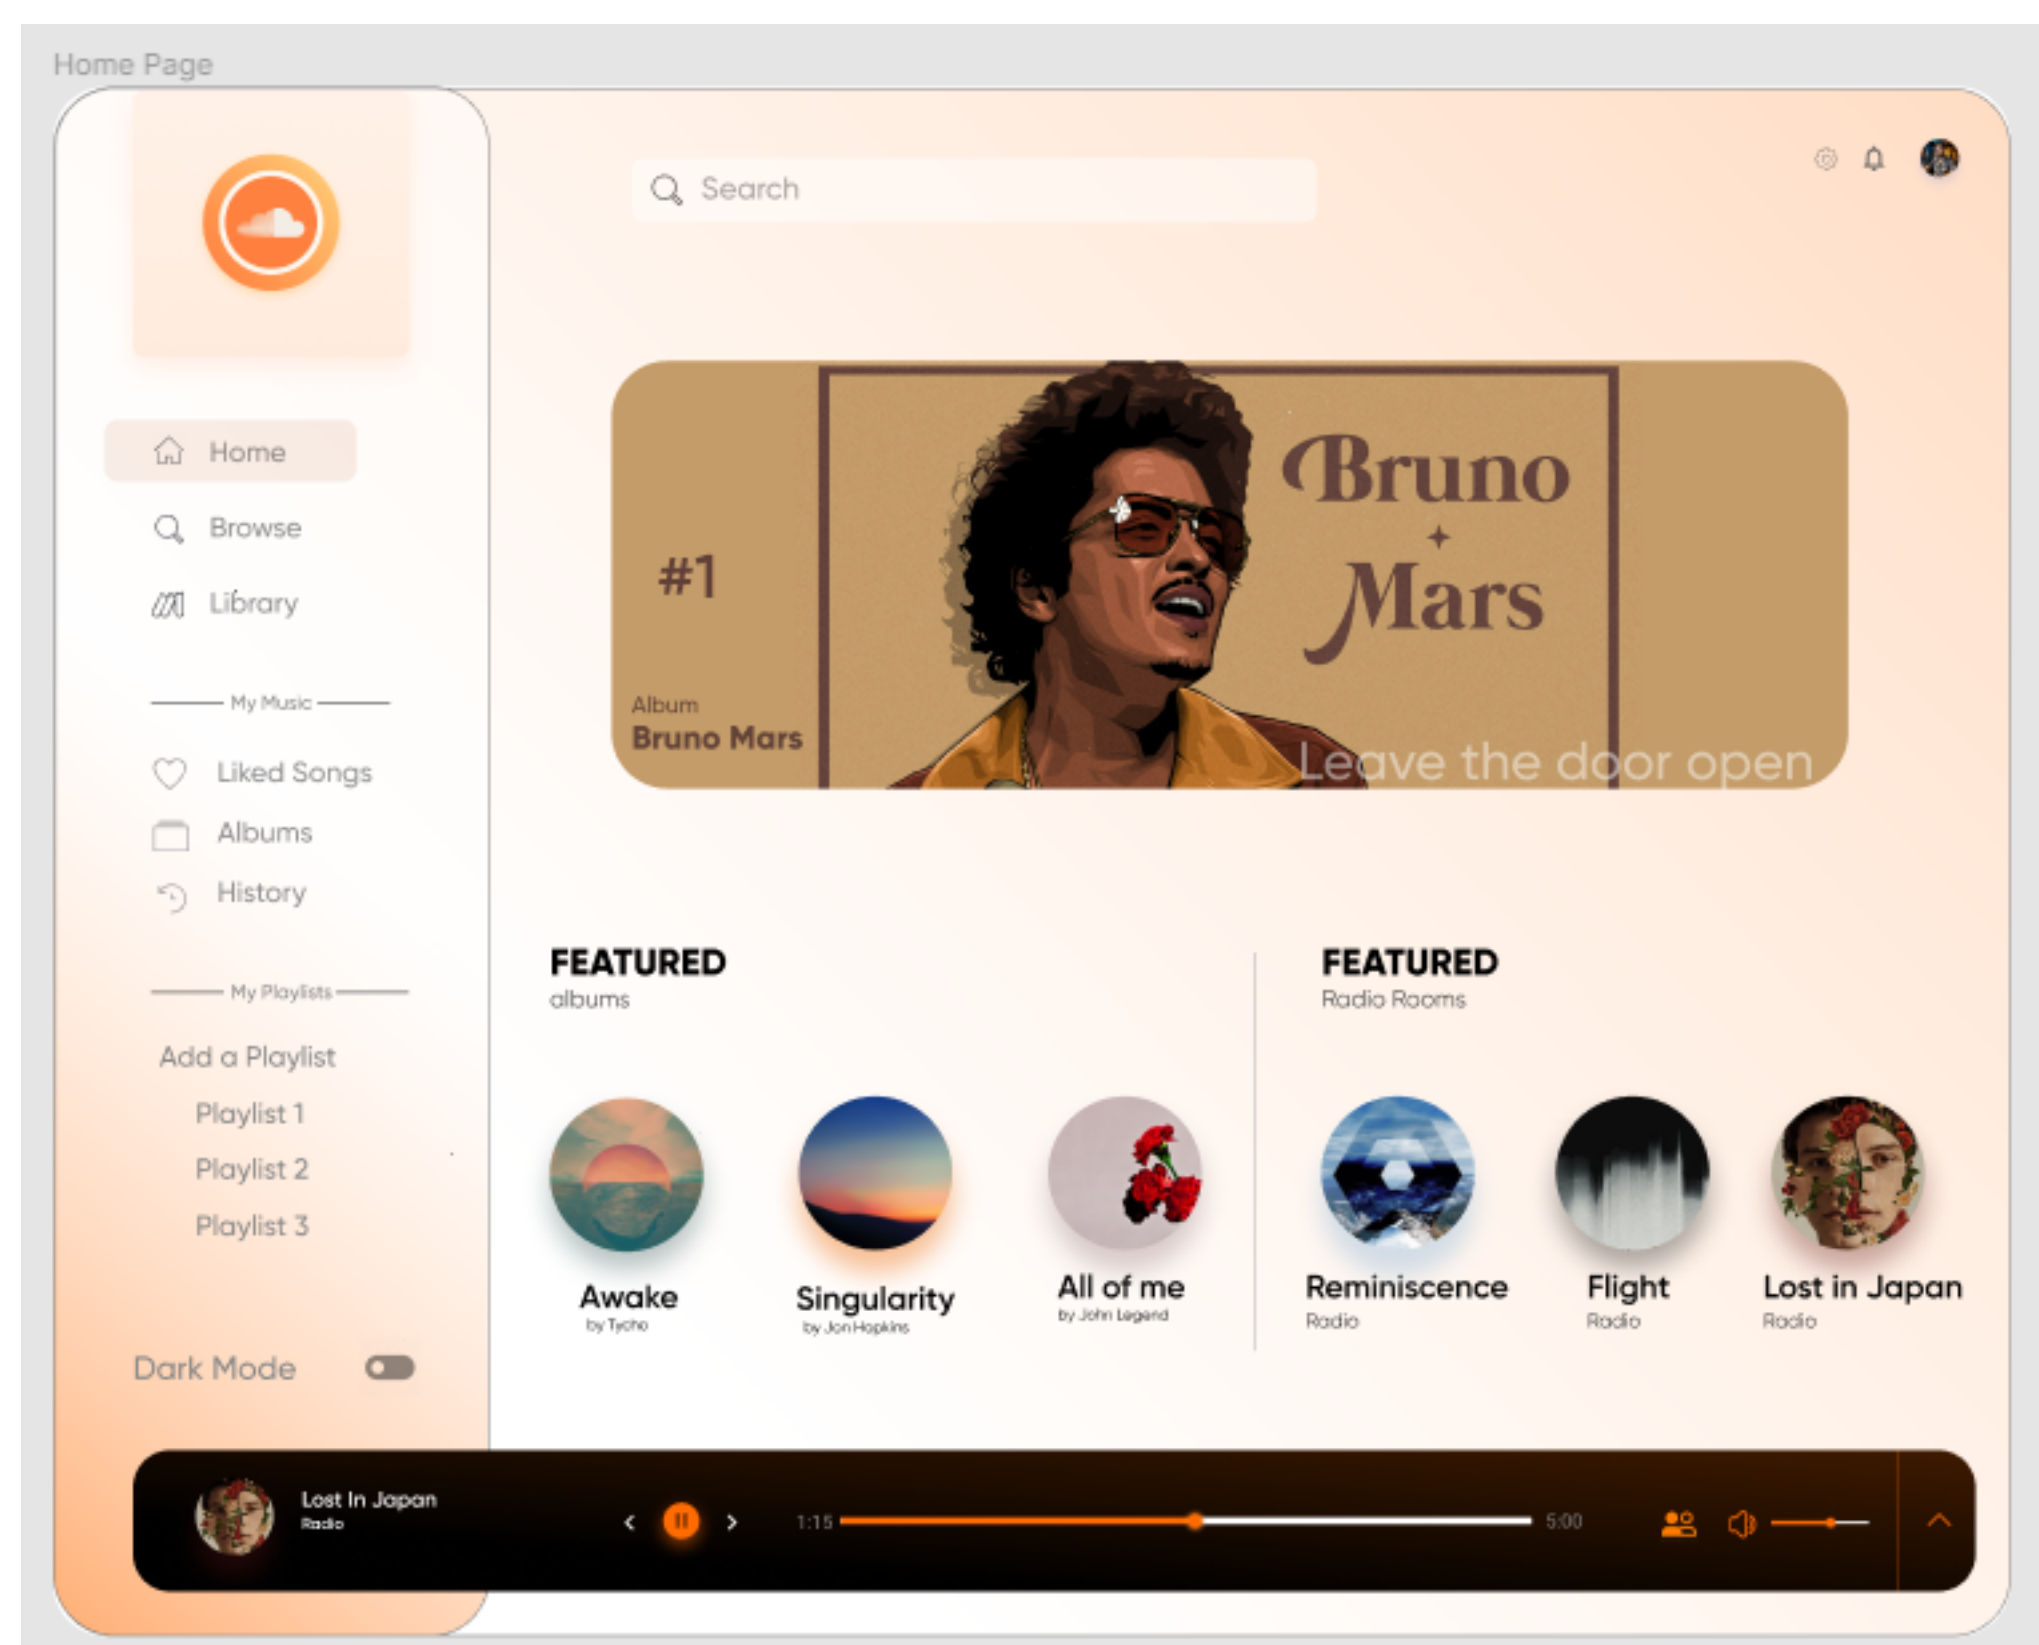 Home Page
Search
Home
Browse
Library
My Music
Liked Songs
Albums
History
My Playlists
Add a Playlist
Playlist 1
Playlist 2
Playlist 3
Dark Mode
#1
Album
Bruno Mars
Bruno
Mars
Leave the door open
FEATURED
albums
Awake
by Tycho
Singularity
by Jon Hopkins
All of me
by John Legend
FEATURED
Radio Rooms
Reminiscence
Radio
Flight
Radio
Lost in Japan
Radio
Lost In Japan
Radio
1:15
5:00